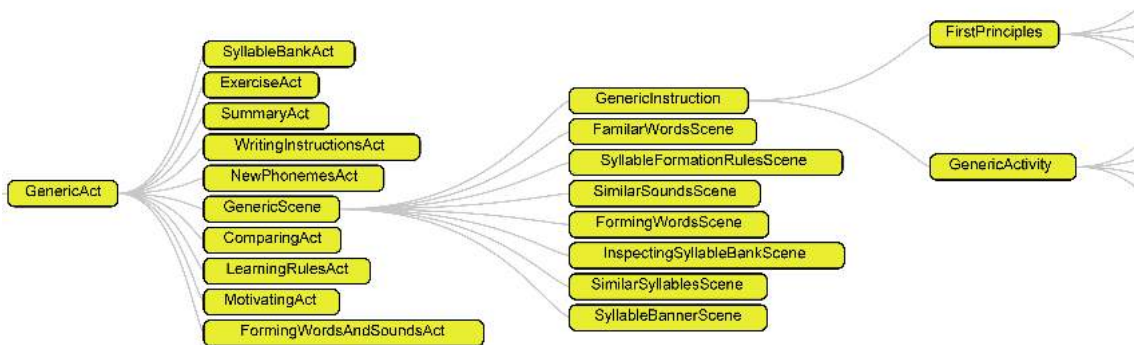 GenericAct
SyllableBankAct
ExerciseAct
SummaryAct
WritingInstructionsAct
NewPhonemesAct
GenericScene
ComparingAct
LearningRulesAct
MotivatingAct
FormingWordsAndSoundsAct
GenericInstruction
FamilarWordsScene
SyllableFormationRulesScene
SimilarSoundsScene
FormingWordsScene
InspectingSyllableBankScene
SimilarSyllablesScene
SyllableBannerScene
FirstPrinciples
GenericActivity